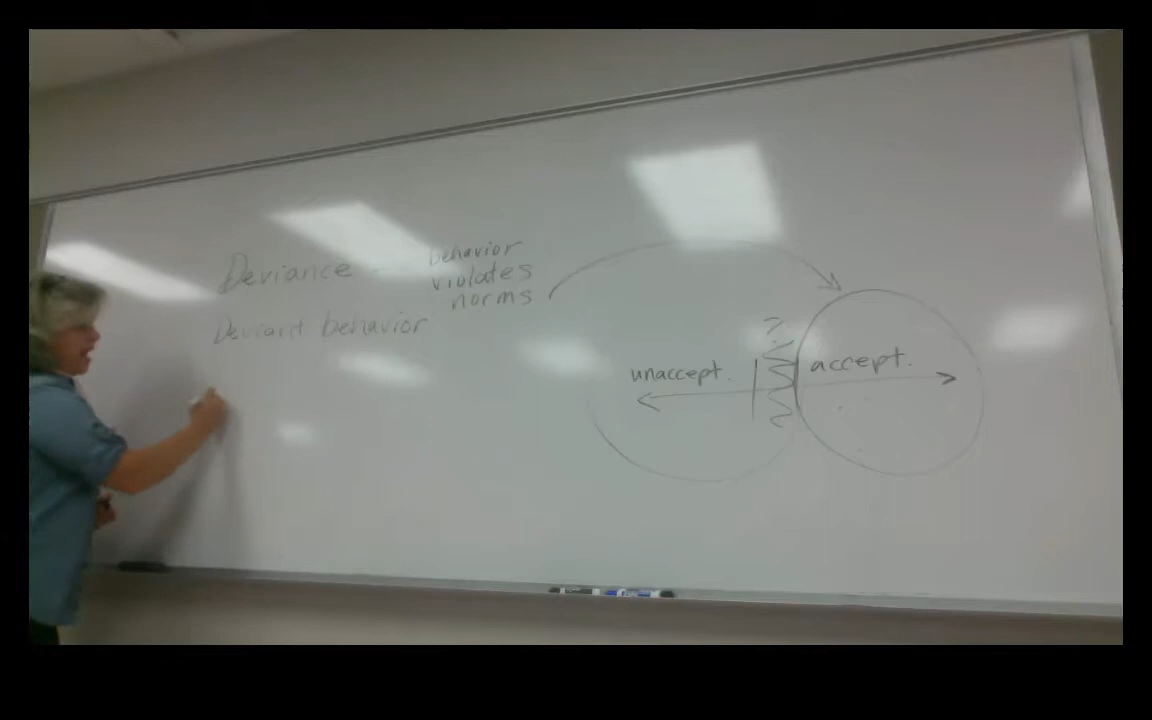 Deviance - behavior
violates
norms
Deviant behavior
unaccept.
accept.